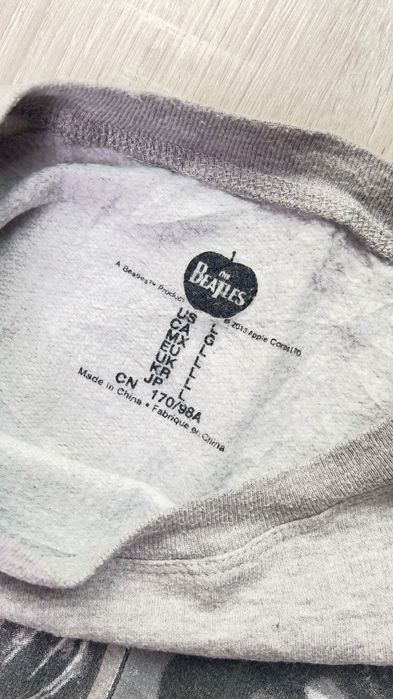 THE
BEATLES
A Beatles™ Product
© 2013 Apple Corps LTD
US L
CA G
MX L
EU L
UK L
KR L
JP L
CN 170/98A
Made in China • Fabriqué en China